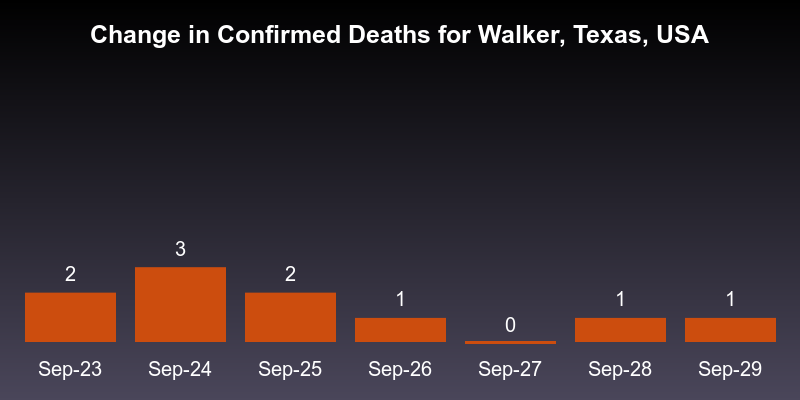 Change in Confirmed Deaths for Walker, Texas, USA
2
3
2
1
0
1
1
Sep-23
Sep-24
Sep-25
Sep-26
Sep-27
Sep-28
Sep-29